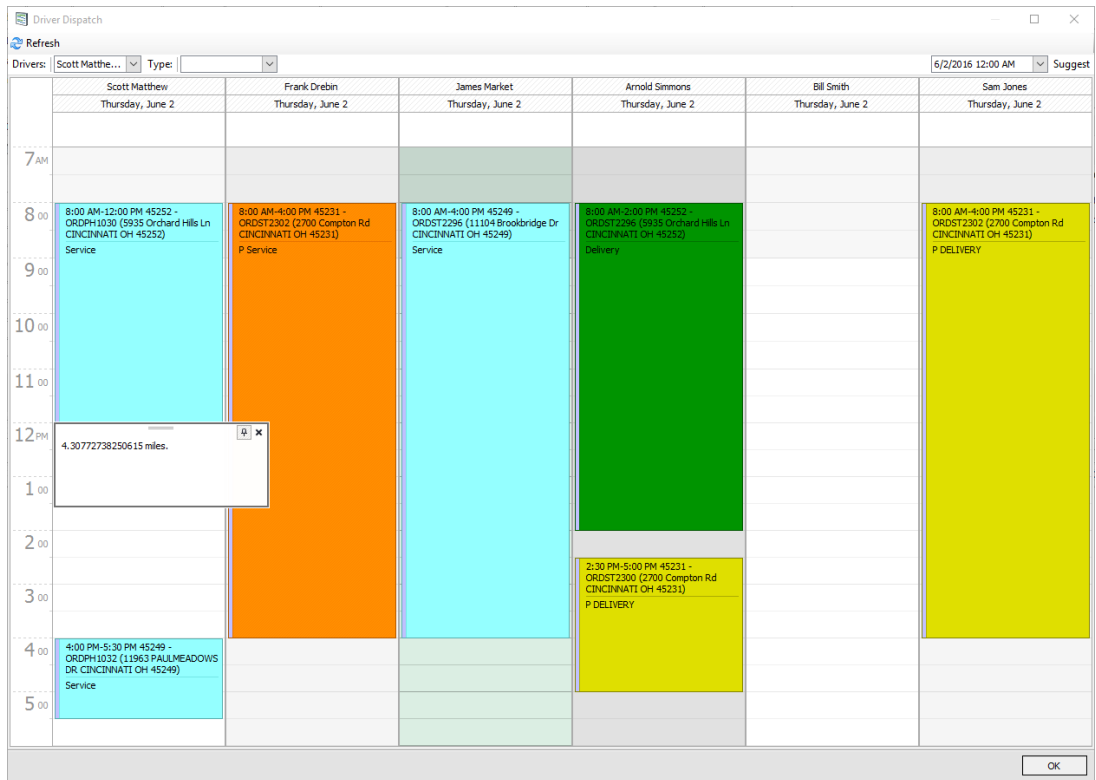 Driver Dispatch
Refresh
Drivers: Scott Matthe... Type: 6/2/2016 12:00 AM Suggest
Scott Matthew Frank Drebin James Market Arnold Simmons Bill Smith Sam Jones
Thursday, June 2 Thursday, June 2 Thursday, June 2 Thursday, June 2 Thursday, June 2 Thursday, June 2
7 AM
8 00
8:00 AM-12:00 PM 45252 -
ORDPH1030 (5935 Orchard Hills Ln
CINCINNATI OH 45252)
Service
8:00 AM-4:00 PM 45231 -
ORDST2302 (2700 Compton Rd
CINCINNATI OH 45231)
P Service
8:00 AM-4:00 PM 45249 -
ORDST2296 (11104 Brookbridge Dr
CINCINNATI OH 45249)
Service
8:00 AM-2:00 PM 45252 -
ORDST2296 (5935 Orchard Hills Ln
CINCINNATI OH 45252)
Delivery
8:00 AM-4:00 PM 45231 -
ORDST2302 (2700 Compton Rd
CINCINNATI OH 45231)
P DELIVERY
9 00
10 00
11 00
12 PM
4.30772738250615 miles.
1 00
2 00
2:30 PM-5:00 PM 45231 -
ORDST2300 (2700 Compton Rd
CINCINNATI OH 45231)
P DELIVERY
3 00
4 00
4:00 PM-5:30 PM 45249 -
ORDPH1032 (11963 PAULMEADOWS
DR CINCINNATI OH 45249)
Service
5 00
OK